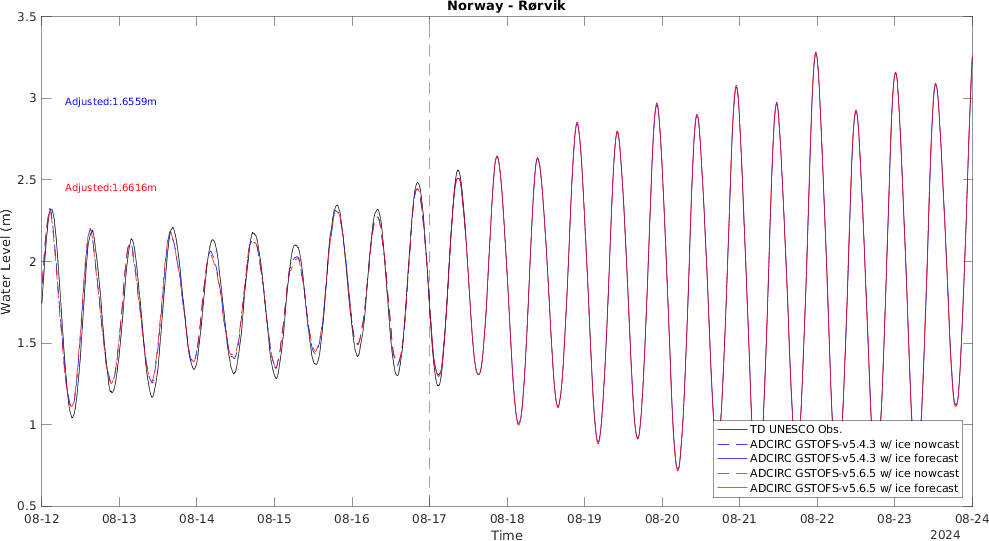 Norway - Rørvik
3.5
3
2.5
2
1.5
1
0.5
Water Level (m)
Adjusted:1.6559m
Adjusted:1.6616m
TD UNESCO Obs.
ADCIRC GSTOFS-v5.4.3 w/ ice nowcast
ADCIRC GSTOFS-v5.4.3 w/ ice forecast
ADCIRC GSTOFS-v5.6.5 w/ ice nowcast
ADCIRC GSTOFS-v5.6.5 w/ ice forecast
08-12 08-13 08-14 08-15 08-16 08-17 08-18 08-19 08-20 08-21 08-22 08-23 08-24
Time
2024